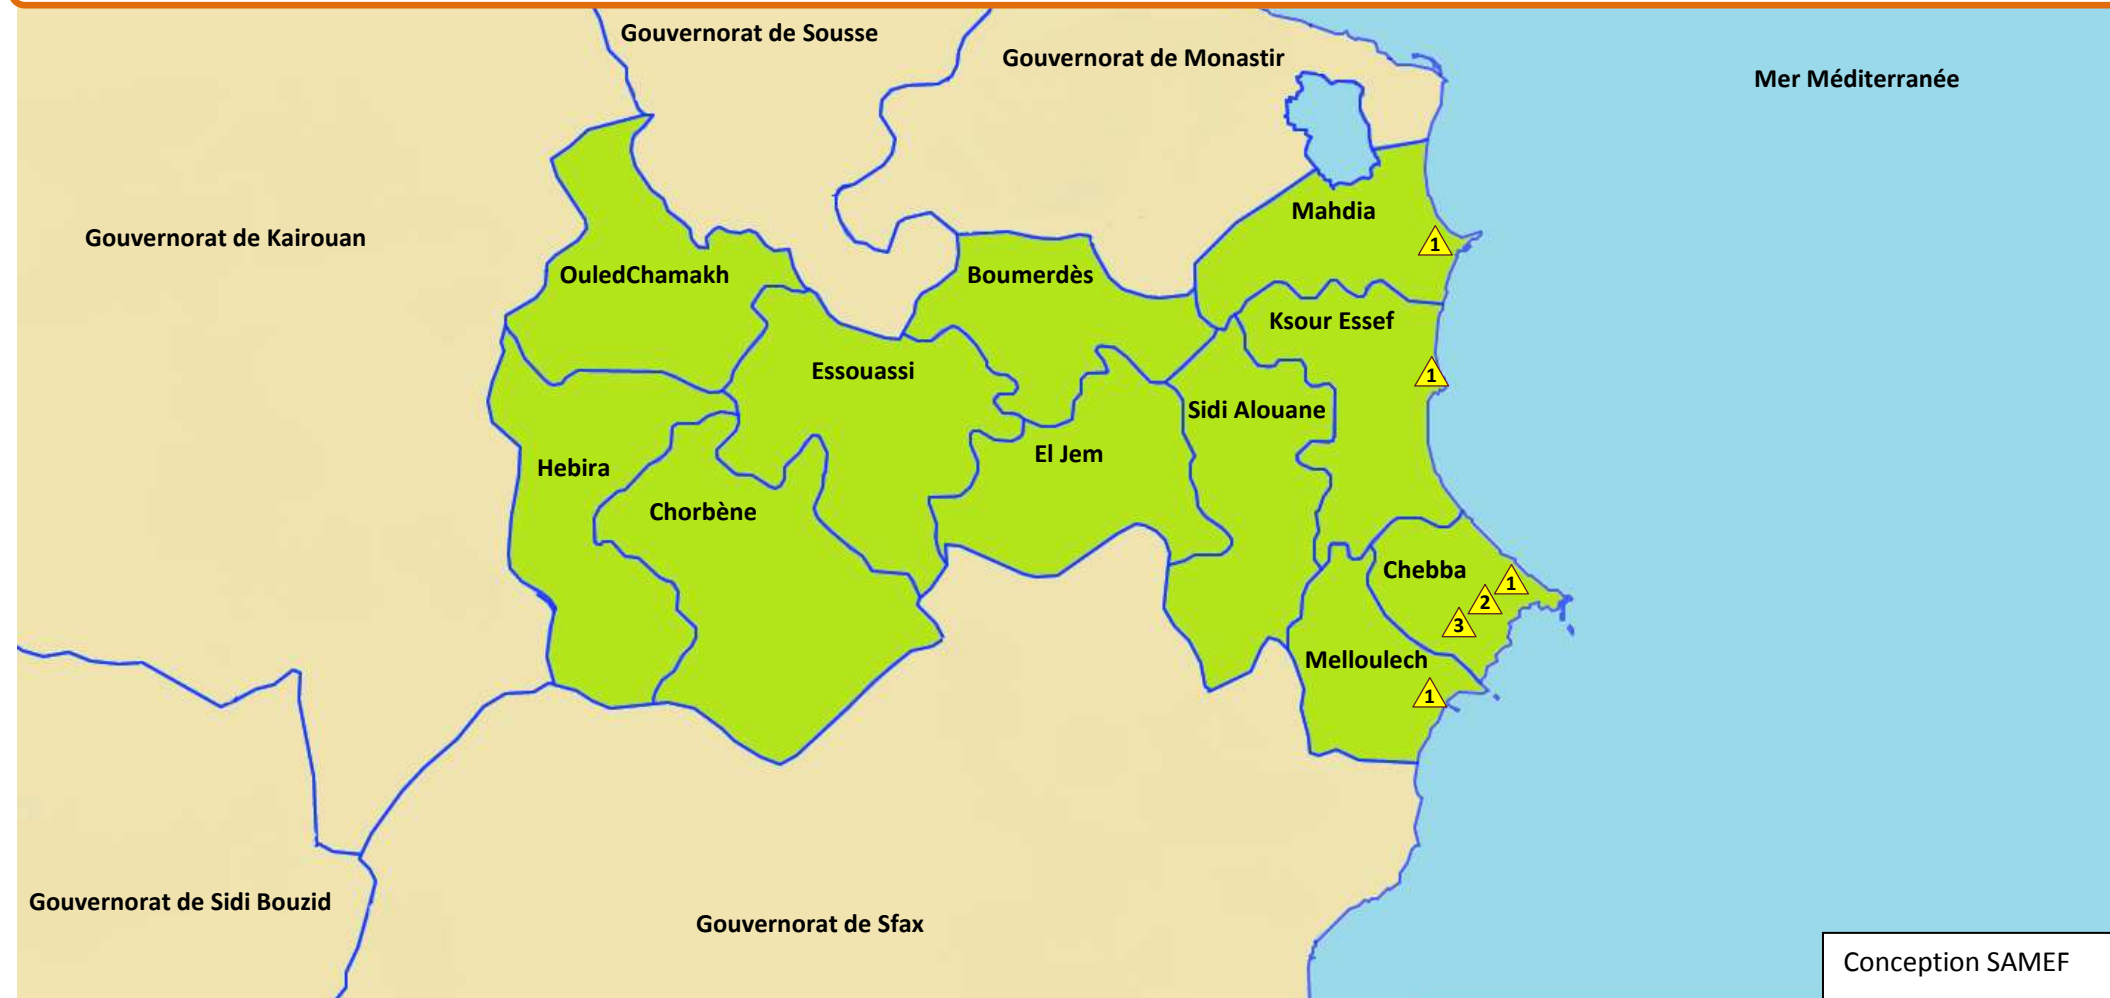 Gouvernorat de Sousse
Gouvernorat de Monastir
Mer Méditerranée
Mahdia
Gouvernorat de Kairouan
1
OuledChamakh
Boumerdès
Ksour Essef
Essouassi
1
Sidi Alouane
El Jem
Hebira
Chorbène
Chebba
1
2
3
Melloulech
1
Gouvernorat de Sidi Bouzid
Gouvernorat de Sfax
Conception SAMEF